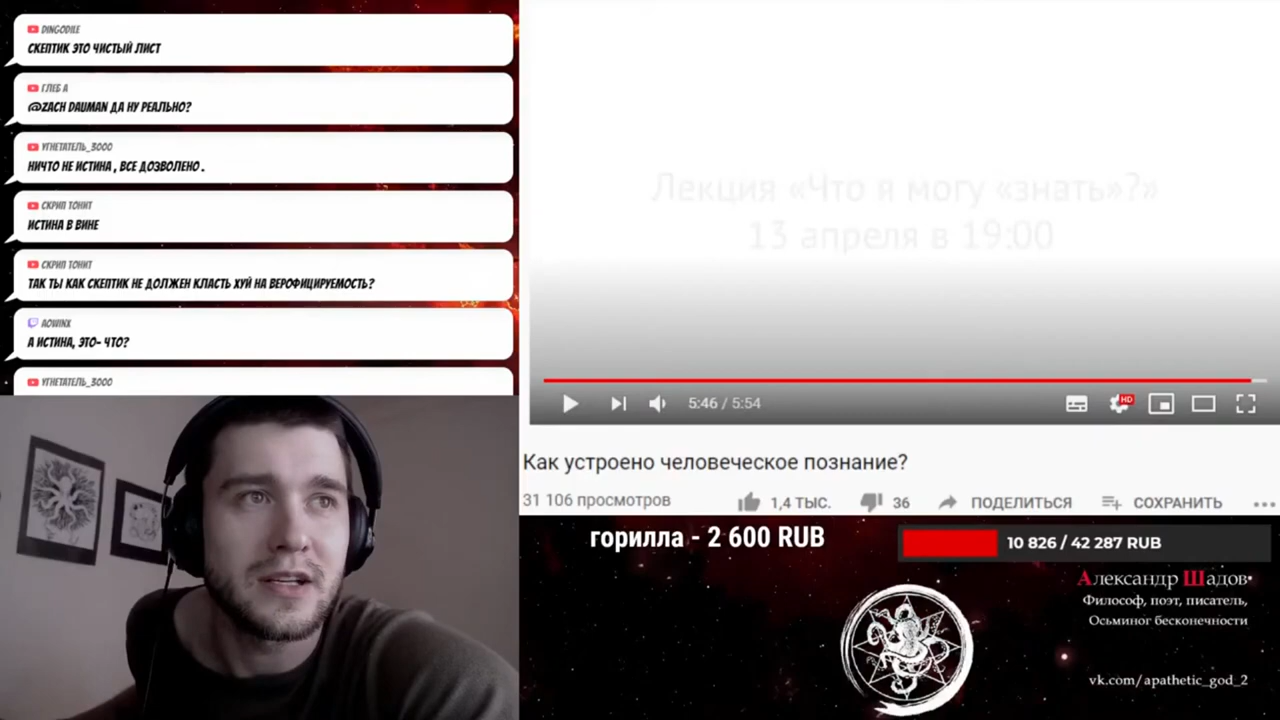 DINGODILE
СКЕПТИК ЭТО ЧИСТЫЙ ЛИСТ
ГЛЕБ А
@ZACH DAUMAN ДА НУ РЕАЛЬНО?
УГНЕТАТЕЛЬ_3000
НИЧТО НЕ ИСТИНА , ВСЕ ДОЗВОЛЕНО .
СКРИП ТОНИТ
ИСТИНА В ВИНЕ
СКРИП ТОНИТ
ТАК ТЫ КАК СКЕПТИК НЕ ДОЛЖЕН КЛАСТЬ ХУЙ НА ВЕРОФИЦИРУЕМОСТЬ?
AOWINX
А ИСТИНА, ЭТО- ЧТО?
УГНЕТАТЕЛЬ_3000
Лекция «Что я могу «знать»?»
13 апреля в 19:00
5:46 / 5:54
HD
Как устроено человеческое познание?
31 106 просмотров
1,4 ТЫС.
36
ПОДЕЛИТЬСЯ
СОХРАНИТЬ
горилла - 2 600 RUB
10 826 / 42 287 RUB
Александр Шадов
Философ, поэт, писатель,
Осьминог бесконечности
vk.com/apathetic_god_2